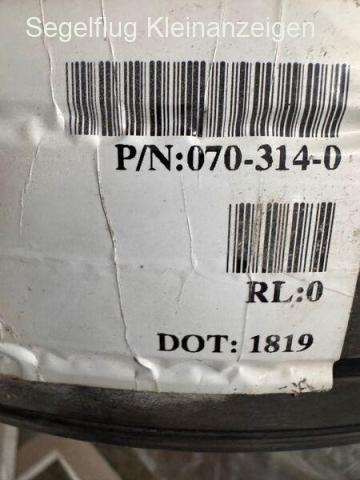 Segelflug Kleinanzeigen
P/N:070-314-0
RL:0
DOT: 1819